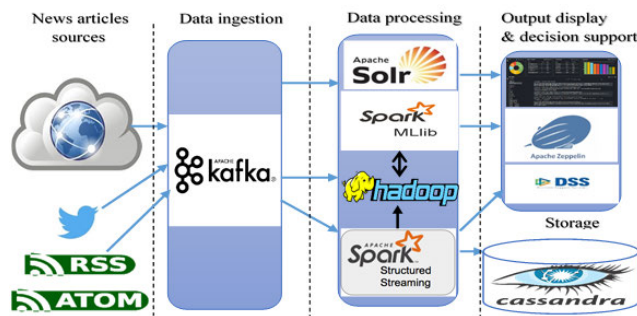 News articles
sources
Data ingestion
Data processing
Output display
& decision support
RSS
ATOM
APACHE
kafka®
Apache
Solr
Spark
MLlib
hadoop
APACHE
Spark
Structured
Streaming
Apache Zeppelin
DSS
Storage
cassandra